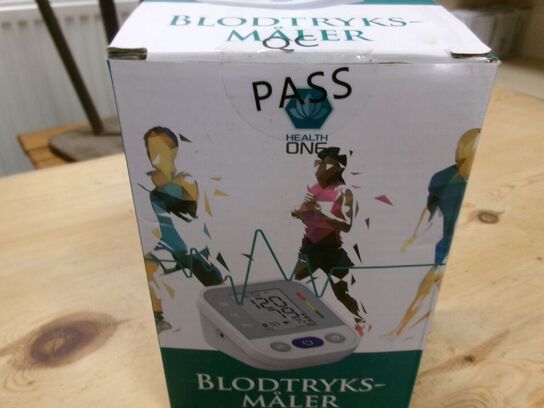 BLODTRYKS-
MÅLER
QC
PASS
HEALTH
ONE
BLODTRYKS-
MÅLER